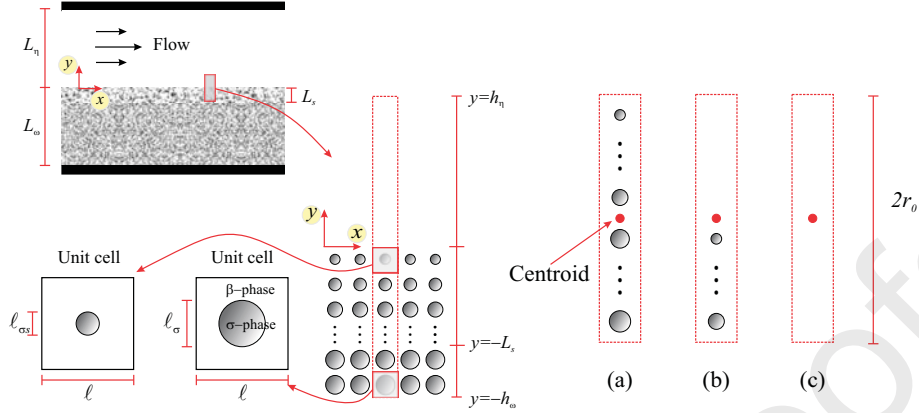 L_η
Flow
y
x
L_s
L_ω
y=h_η
y
x
Unit cell
Unit cell
β–phase
σ–phase
ℓ_σs
ℓ_σ
ℓ
ℓ
y=–L_s
y=–h_ω
Centroid
2r_0
(a)
(b)
(c)